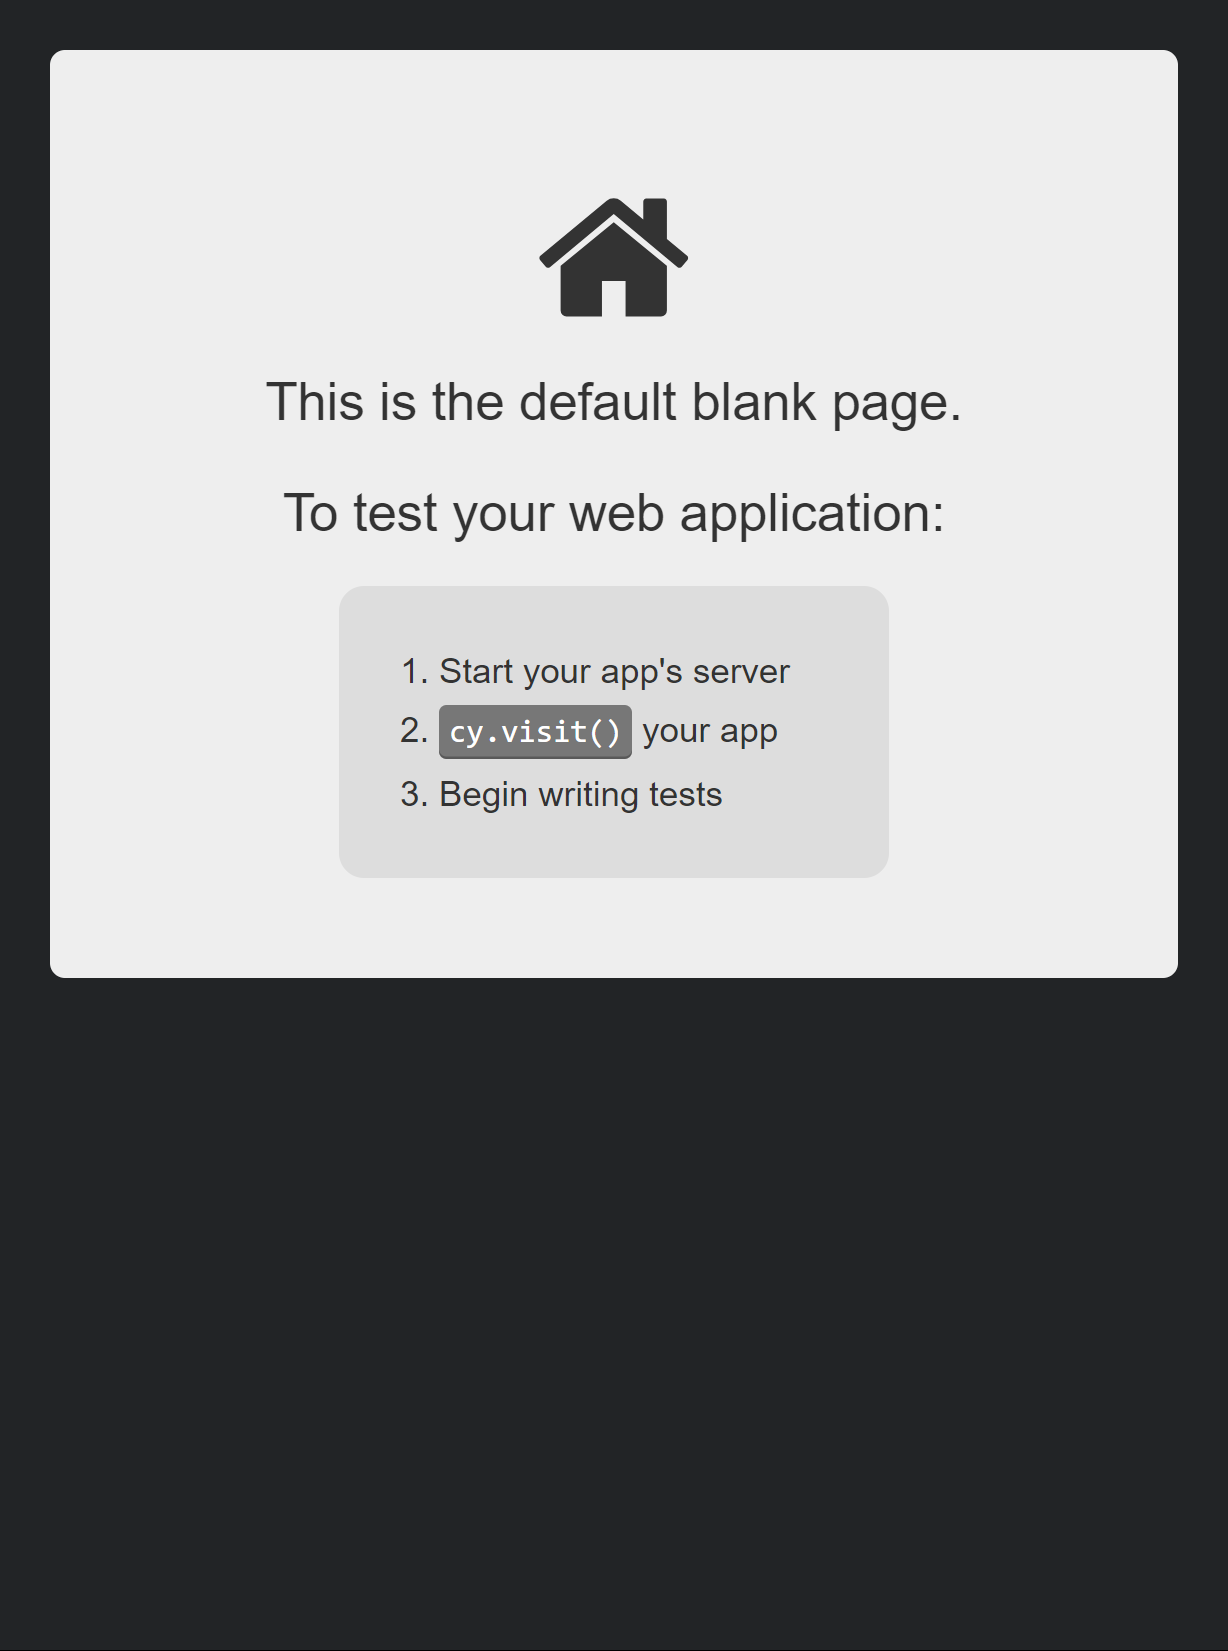 This is the default blank page.
To test your web application:
1. Start your app's server
2. cy.visit() your app
3. Begin writing tests